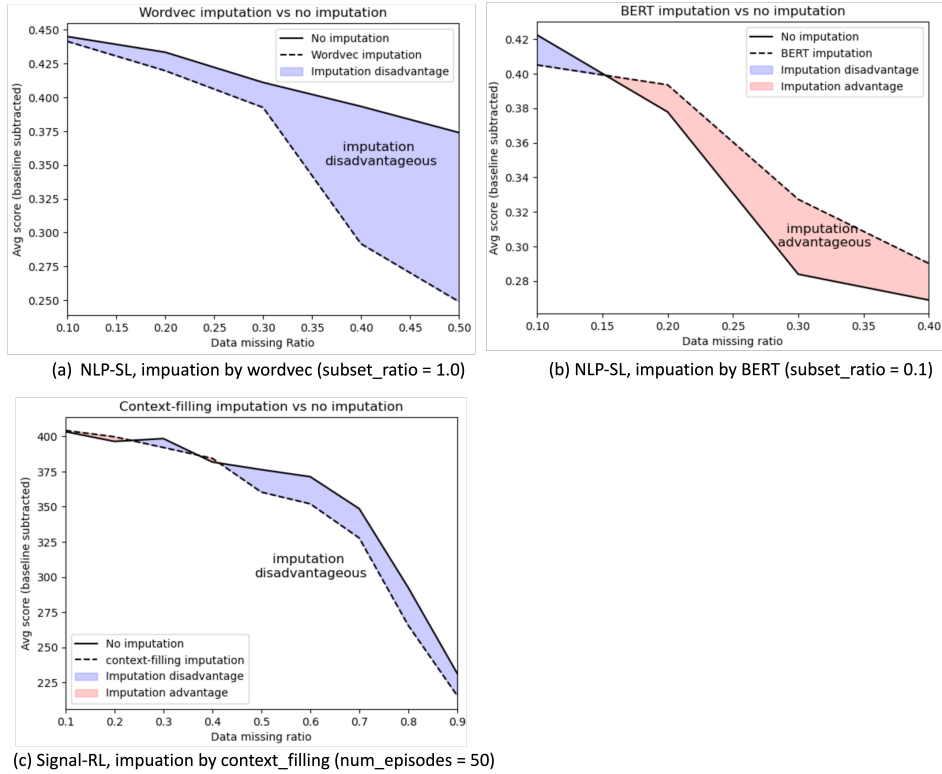 Wordvec imputation vs no imputation
0.450
0.425
0.400
0.375
0.350
0.325
0.300
0.275
0.250
Avg score (baseline subtracted)
No imputation
Wordvec imputation
Imputation disadvantage
imputation
disadvantageous
0.10 0.15 0.20 0.25 0.30 0.35 0.40 0.45 0.50
Data missing Ratio
(a) NLP-SL, impuation by wordvec (subset_ratio = 1.0)
BERT imputation vs no imputation
0.42
0.40
0.38
0.36
0.34
0.32
0.30
0.28
Avg score (baseline subtracted)
No imputation
BERT imputation
Imputation disadvantage
Imputation advantage
imputation
advantageous
0.10 0.15 0.20 0.25 0.30 0.35 0.40
Data missing ratio
(b) NLP-SL, impuation by BERT (subset_ratio = 0.1)
Context-filling imputation vs no imputation
400
375
350
325
300
275
250
225
Avg score (baseline subtracted)
imputation
disadvantageous
No imputation
context-filling imputation
Imputation disadvantage
Imputation advantage
0.1 0.2 0.3 0.4 0.5 0.6 0.7 0.8 0.9
Data missing ratio
(c) Signal-RL, impuation by context_filling (num_episodes = 50)